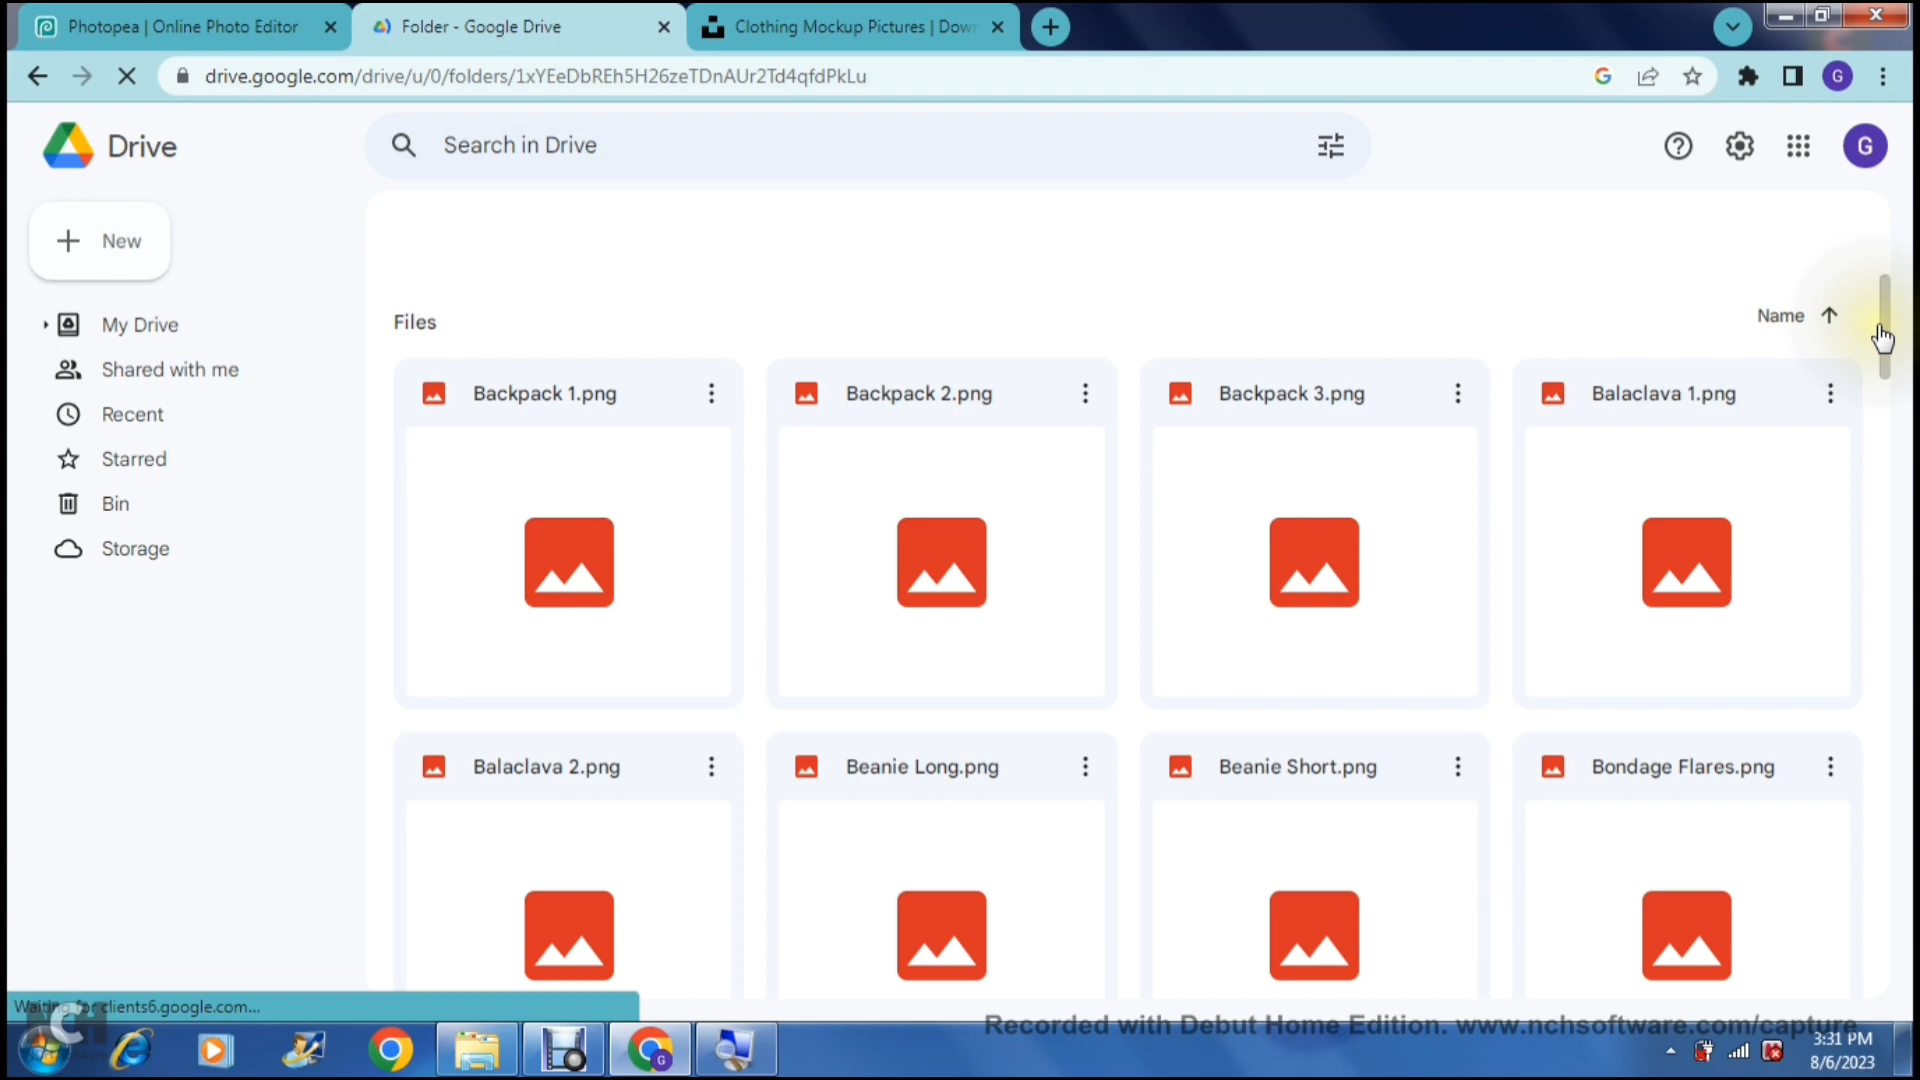 Photopea | Online Photo Editor
Folder - Google Drive
Clothing Mockup Pictures | Dow
drive.google.com/drive/u/0/folders/1xYEeDbREh5H26zeTDnAUr2Td4qfdPkLu
G
Drive
Search in Drive
G
New
My Drive
Shared with me
Recent
Starred
Bin
Storage
Files
Name
Backpack 1.png
Backpack 2.png
Backpack 3.png
Balaclava 1.png
Balaclava 2.png
Beanie Long.png
Beanie Short.png
Bondage Flares.png
Waiting for clients6.google.com...
Recorded with Debut Home Edition. www.nchsoftware.com/capture
G
3:31 PM
8/6/2023